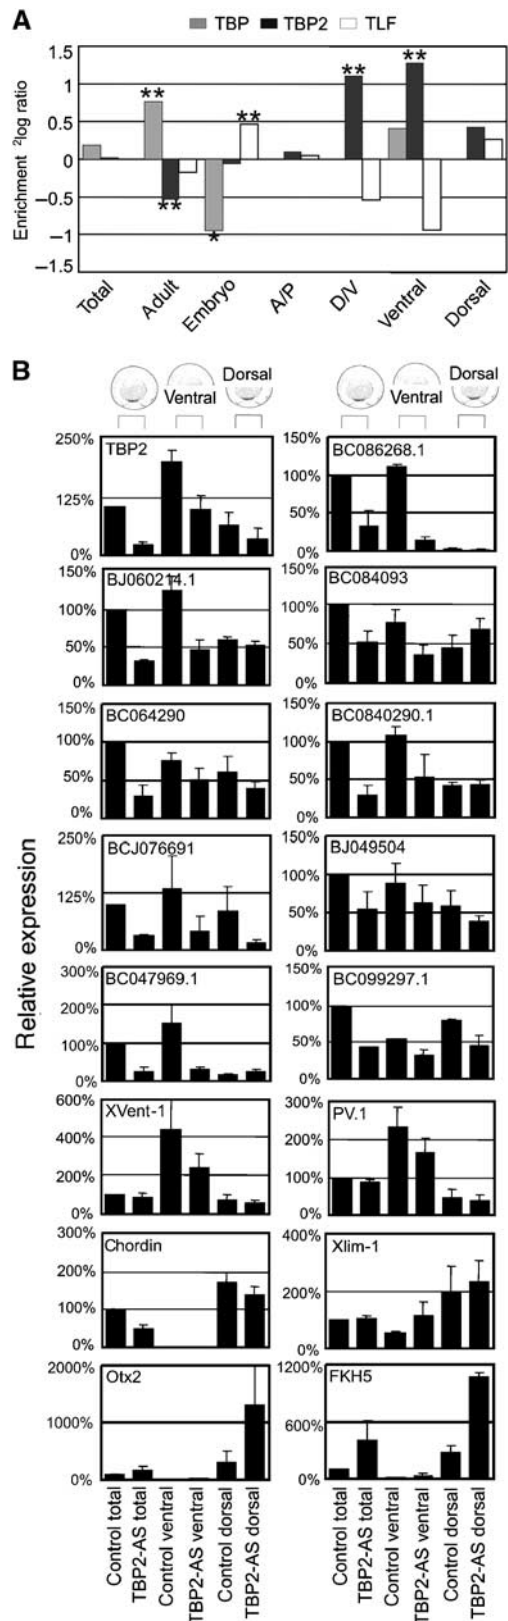 A
TBP TBP2 TLF
Enrichment ²log ratio
1.5
1
0.5
0
−0.5
−1
−1.5
** ** ** ** ** *
Total Adult Embryo A/P D/V Ventral Dorsal
B
Ventral Dorsal Ventral Dorsal
Relative expression
TBP2
250%
125%
0%
BC086268.1
150%
100%
50%
0%
BJ060214.1
150%
100%
50%
0%
BC084093
150%
100%
50%
0%
BC064290
150%
100%
50%
0%
BC0840290.1
150%
100%
50%
0%
BCJ076691
250%
125%
0%
BJ049504
150%
100%
50%
0%
BC047969.1
300%
200%
100%
0%
BC099297.1
150%
100%
50%
0%
XVent-1
600%
400%
200%
0%
PV.1
300%
200%
100%
0%
Chordin
300%
200%
100%
0%
Xlim-1
400%
200%
0%
Otx2
2000%
1000%
0%
FKH5
1200%
600%
0%
Control total
TBP2-AS total
Control ventral
TBP2-AS ventral
Control dorsal
TBP2-AS dorsal
Control total
TBP2-AS total
Control ventral
TBP2-AS ventral
Control dorsal
TBP2-AS dorsal